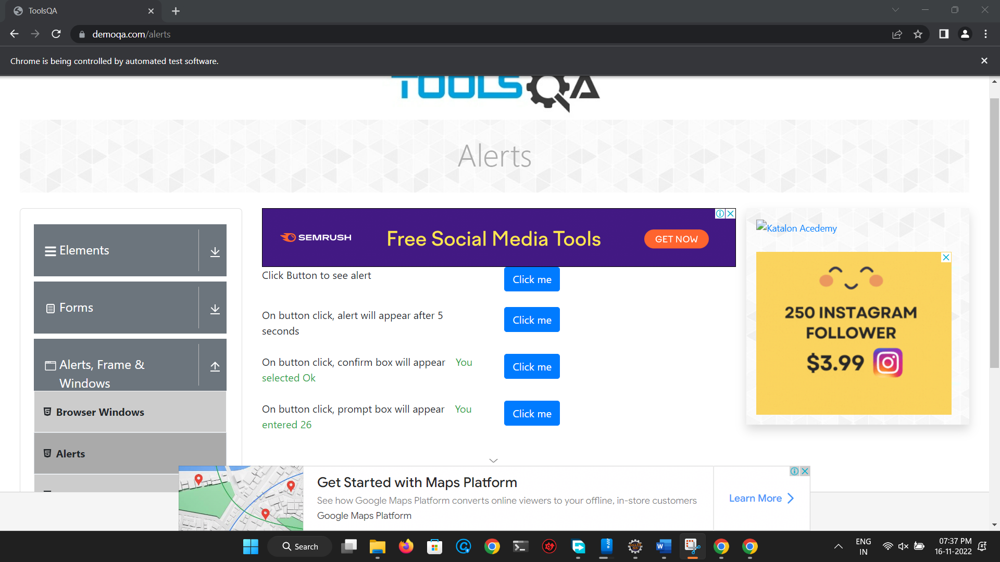 ToolsQA
demoqa.com/alerts
Chrome is being controlled by automated test software.
TOOLSQA
Alerts
Elements
Forms
Alerts, Frame &
Windows
Browser Windows
Alerts
SEMRUSH
Free Social Media Tools
GET NOW
Click Button to see alert
Click me
On button click, alert will appear after 5
seconds
Click me
On button click, confirm box will appear You
selected Ok
Click me
On button click, prompt box will appear You
entered 26
Click me
Katalon Acedemy
250 INSTAGRAM
FOLLOWER
$3.99
Get Started with Maps Platform
See how Google Maps Platform converts online viewers to your offline, in-store customers
Google Maps Platform
Learn More
Search
ENG
IN
07:37 PM
16-11-2022